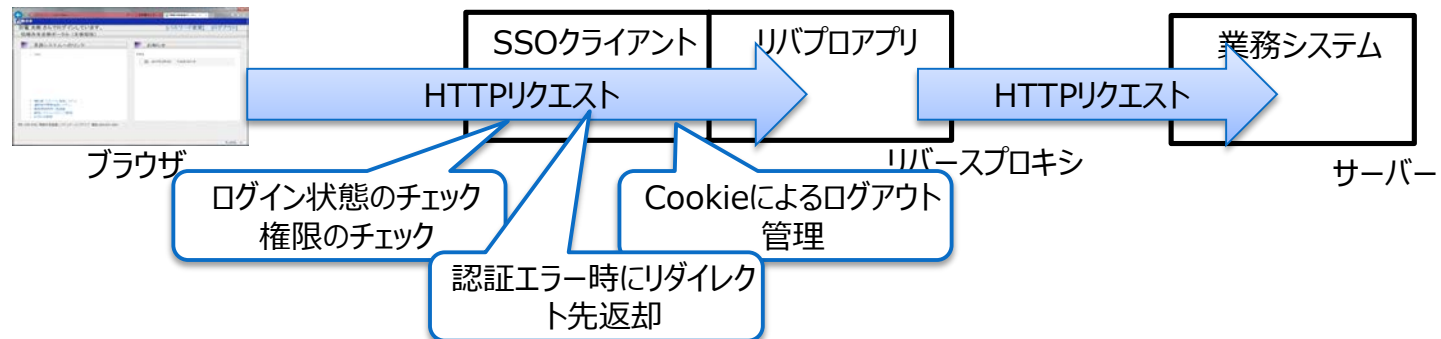 SSOクライアント
リバプロアプリ
業務システム
HTTPリクエスト
HTTPリクエスト
ブラウザ
リバースプロキシ
サーバー
ログイン状態のチェック
権限のチェック
Cookieによるログアウト
管理
認証エラー時にリダイレク
ト先返却